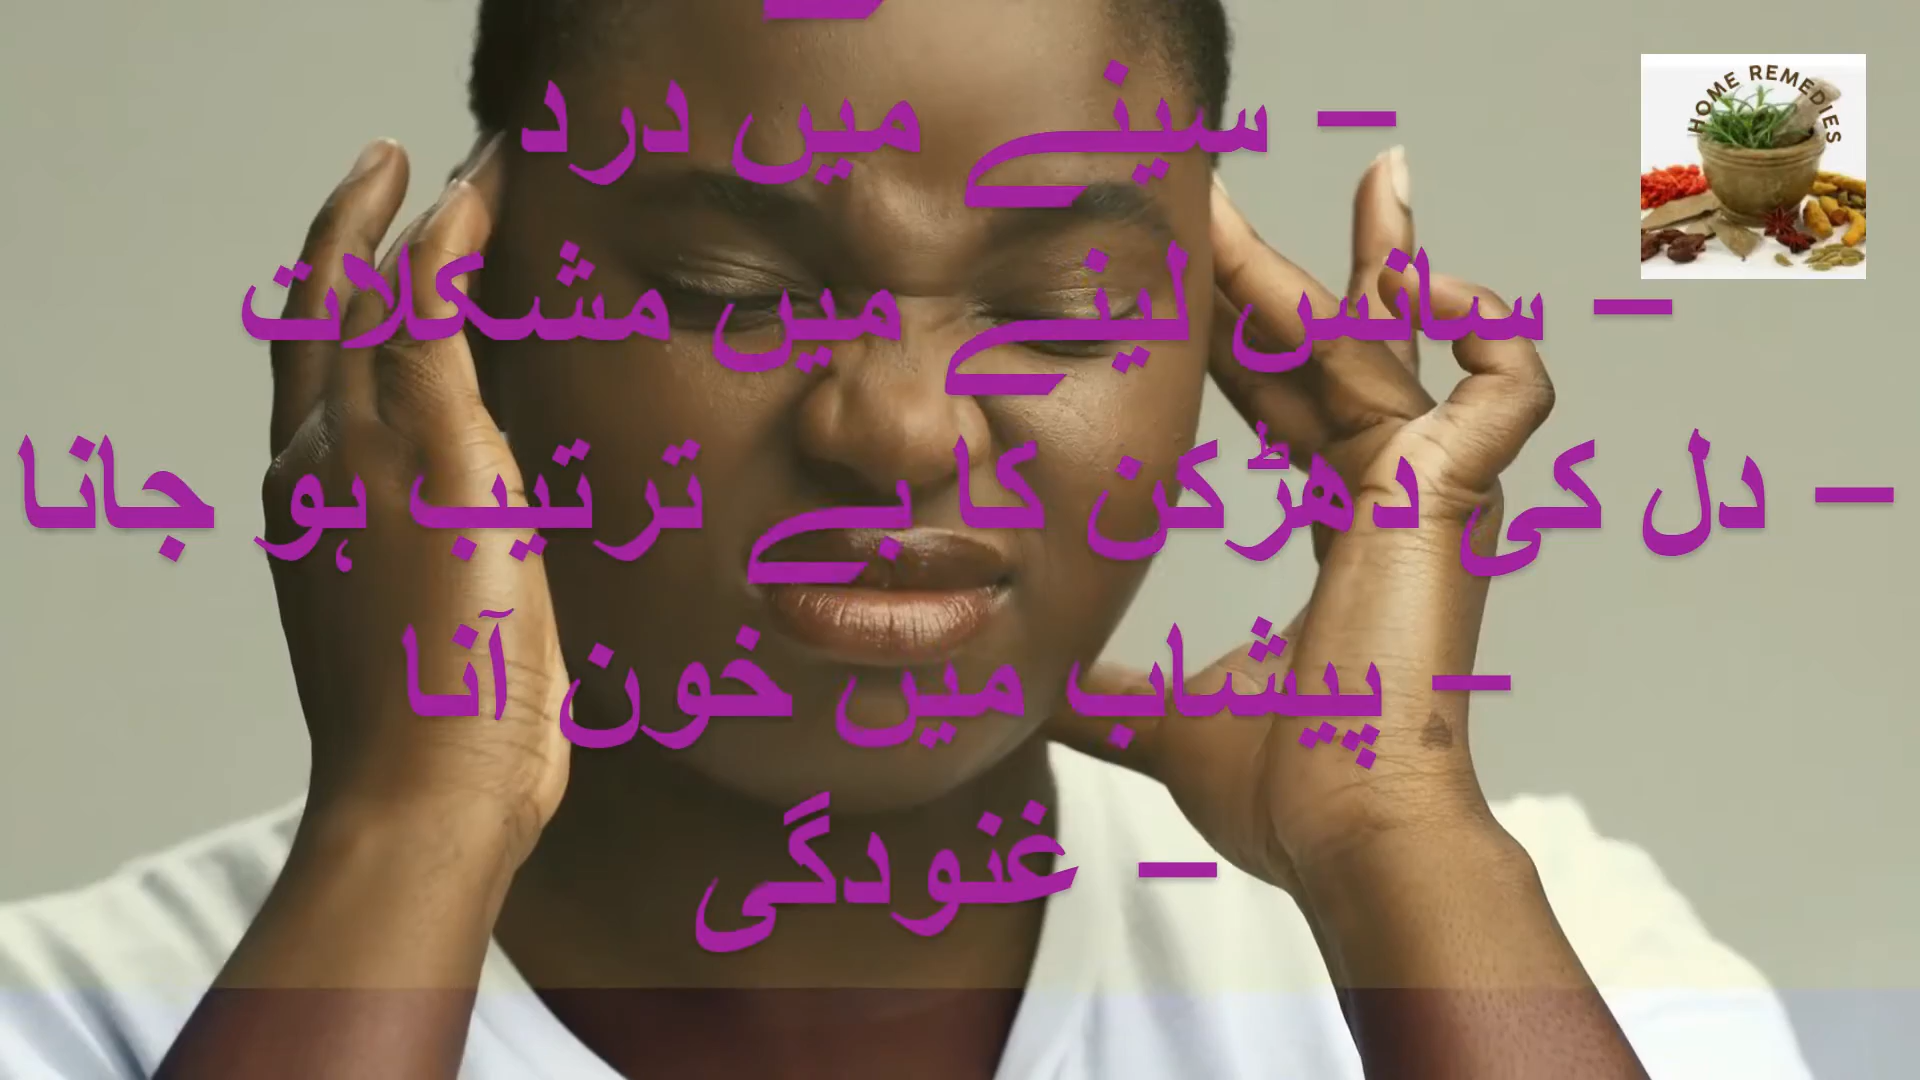 HOME REMEDIES
– سینے میں درد
– سانس لینے میں مشکلات
– دل کی دھڑکن کا بے ترتیب ہو جانا
– پیشاب میں خون آنا
– غنودگی